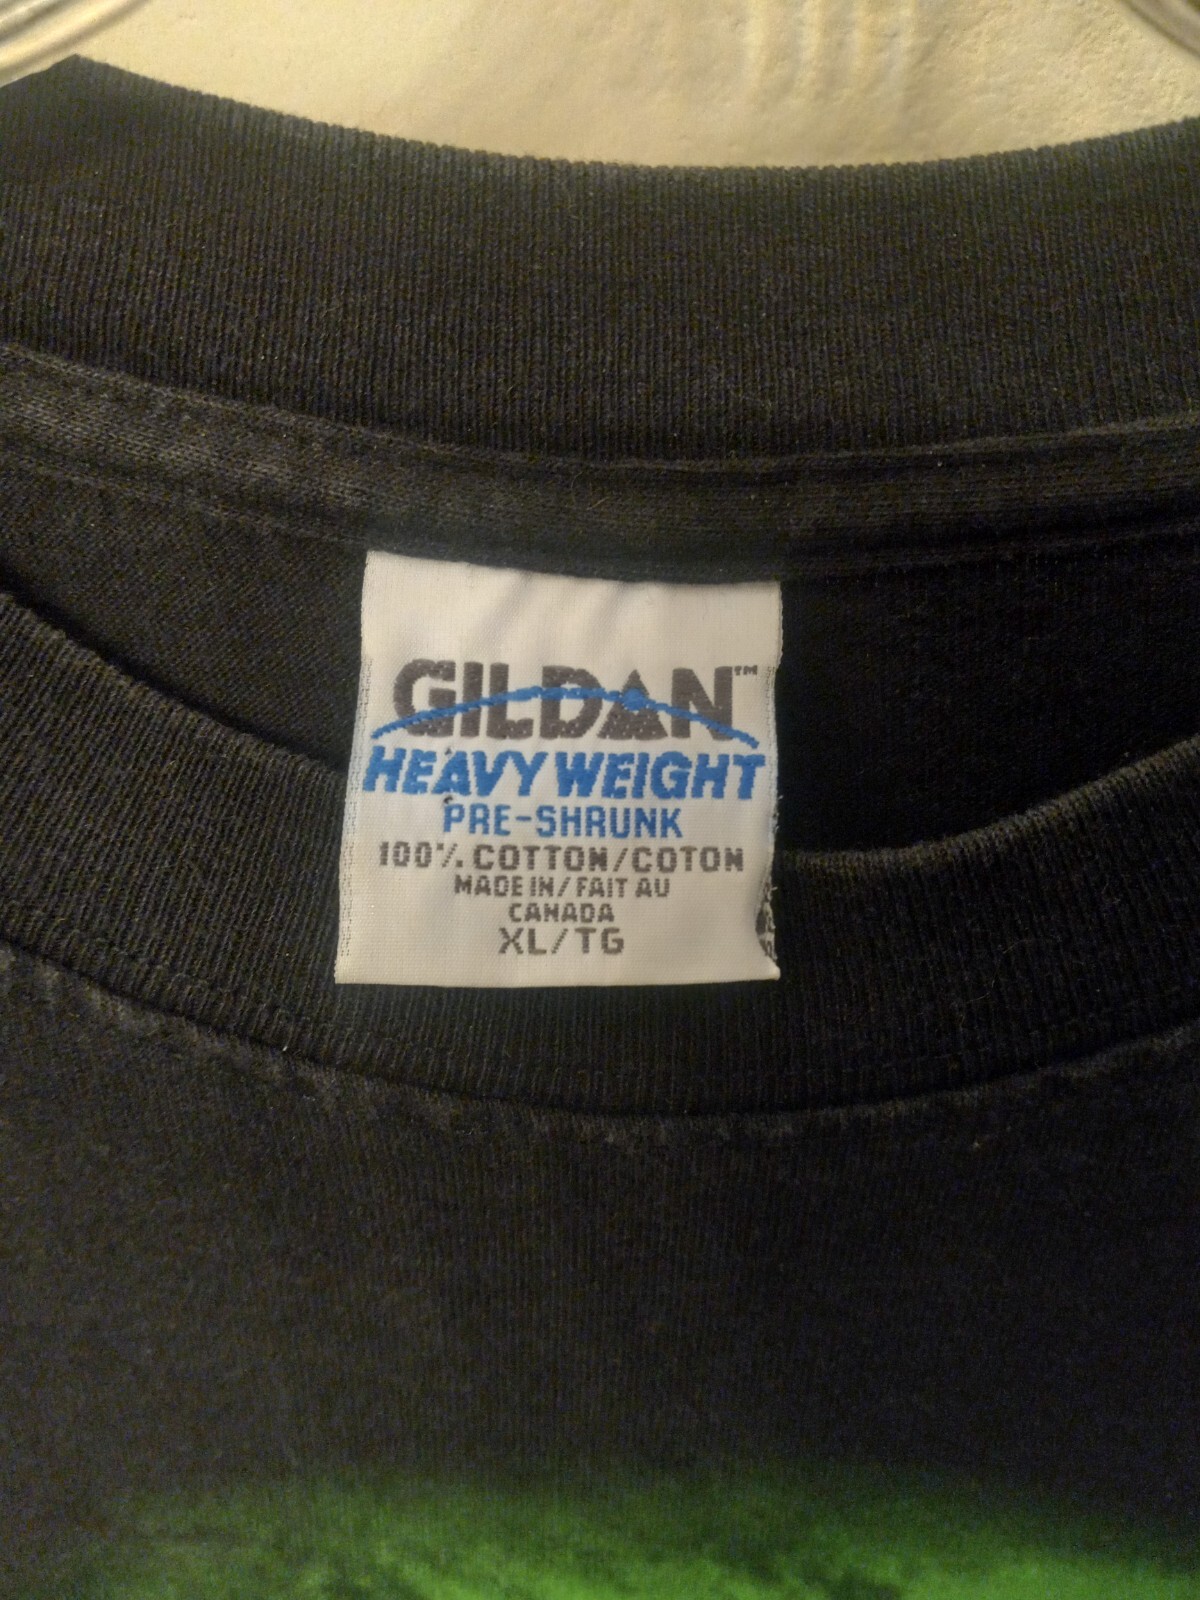 GILDAN™
HEAVY WEIGHT
PRE-SHRUNK
100% COTTON/COTON
MADE IN/FAIT AU
CANADA
XL/TG